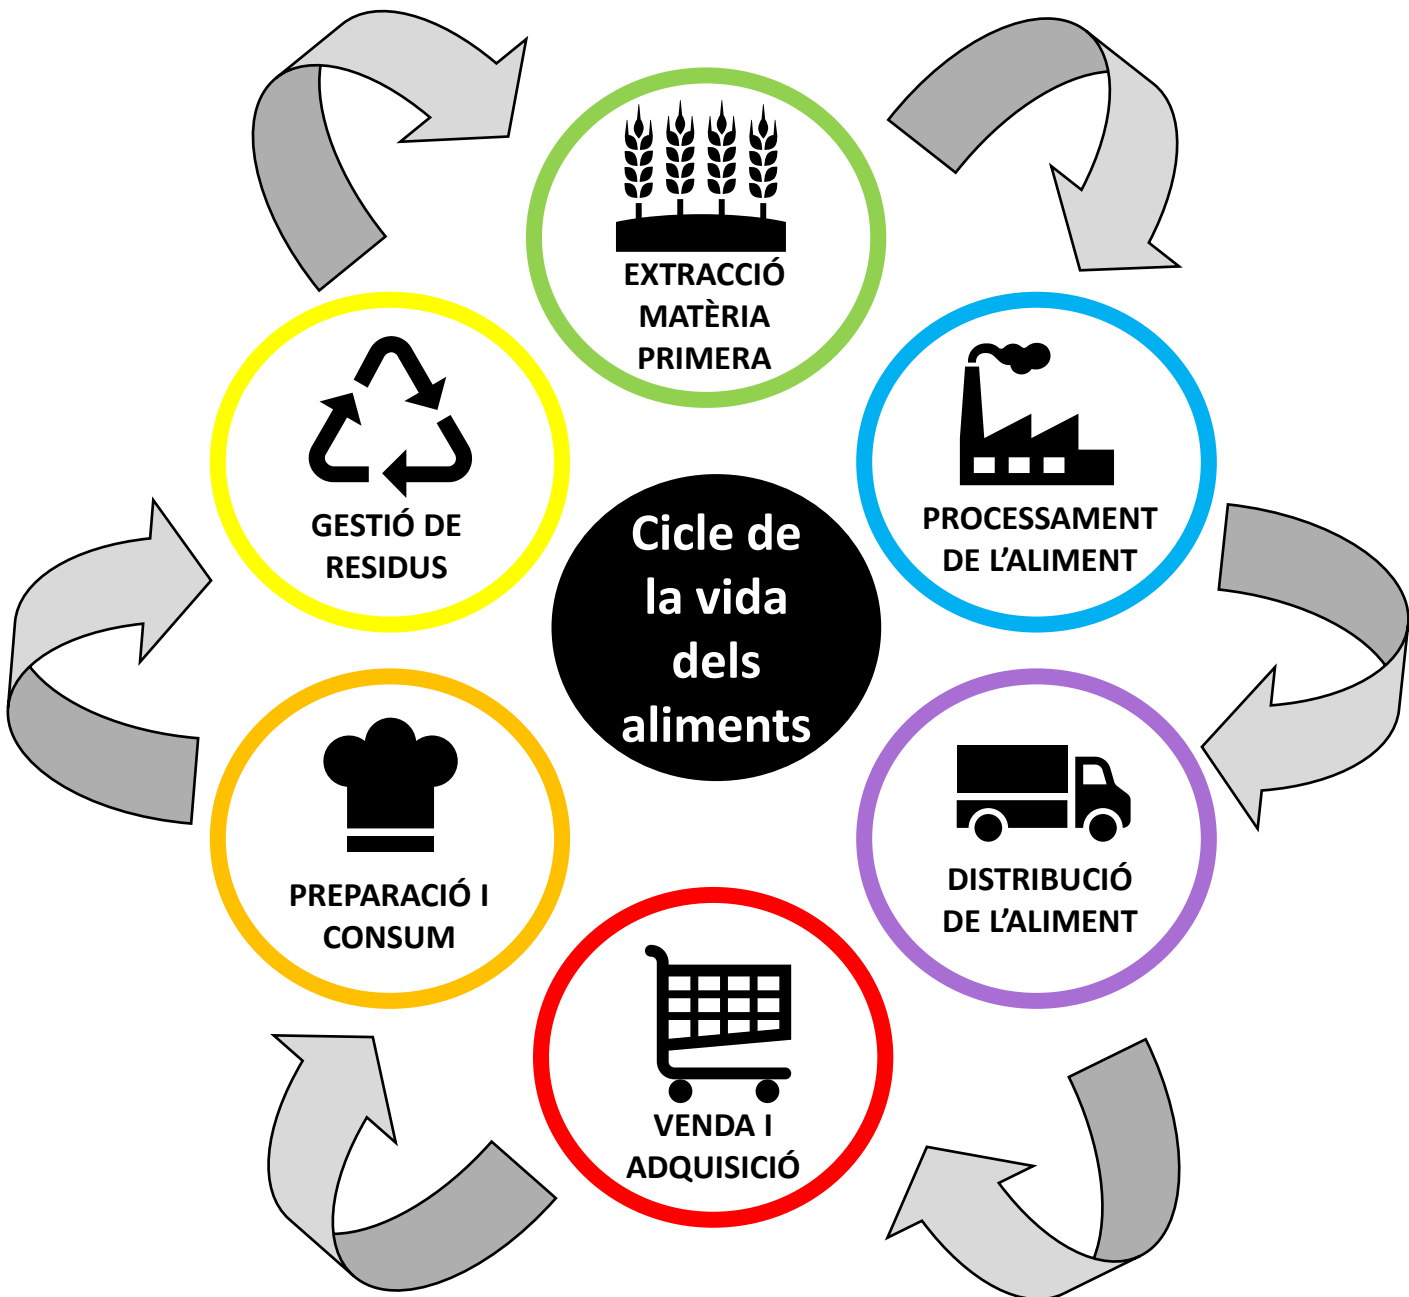 EXTRACCIÓ
MATÈRIA
PRIMERA
PROCESSAMENT
DE L’ALIMENT
DISTRIBUCIÓ
DE L’ALIMENT
VENDA I
ADQUISICIÓ
PREPARACIÓ I
CONSUM
GESTIÓ DE
RESIDUS
Cicle de
la vida
dels
aliments